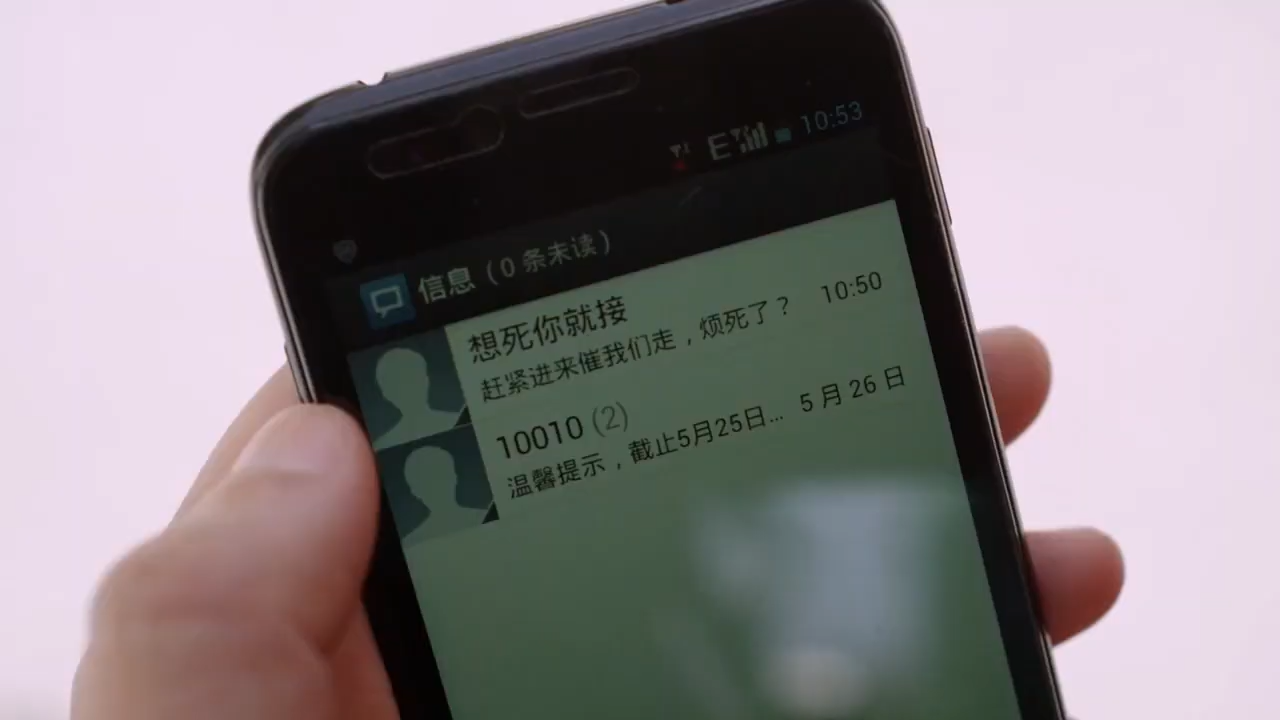 E 10:53
信息（0 条未读）
想死你就接
赶紧进来催我们走，烦死了？ 10:50
10010 (2)
温馨提示，截止5月25日... 5 月 26 日